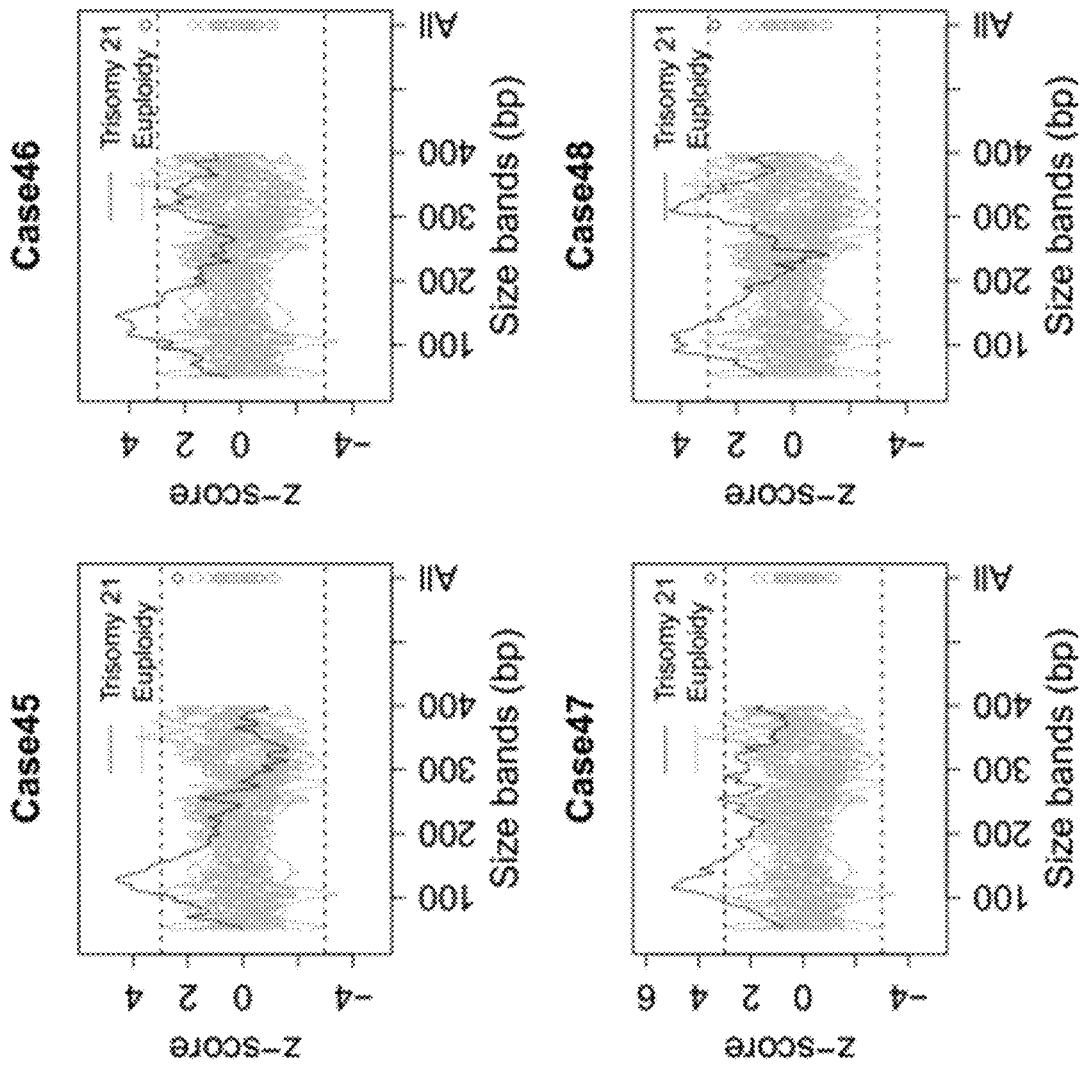 Case45
Trisomy 21
Euploidy
z-score
4
2
0
-4
100
200
300
400
All
Size bands (bp)
Case46
Trisomy 21
Euploidy
z-score
4
2
0
-4
100
200
300
400
All
Size bands (bp)
Case47
Trisomy 21
Euploidy
z-score
6
4
2
0
-4
100
200
300
400
All
Size bands (bp)
Case48
Trisomy 21
Euploidy
z-score
4
2
0
-4
100
200
300
400
All
Size bands (bp)